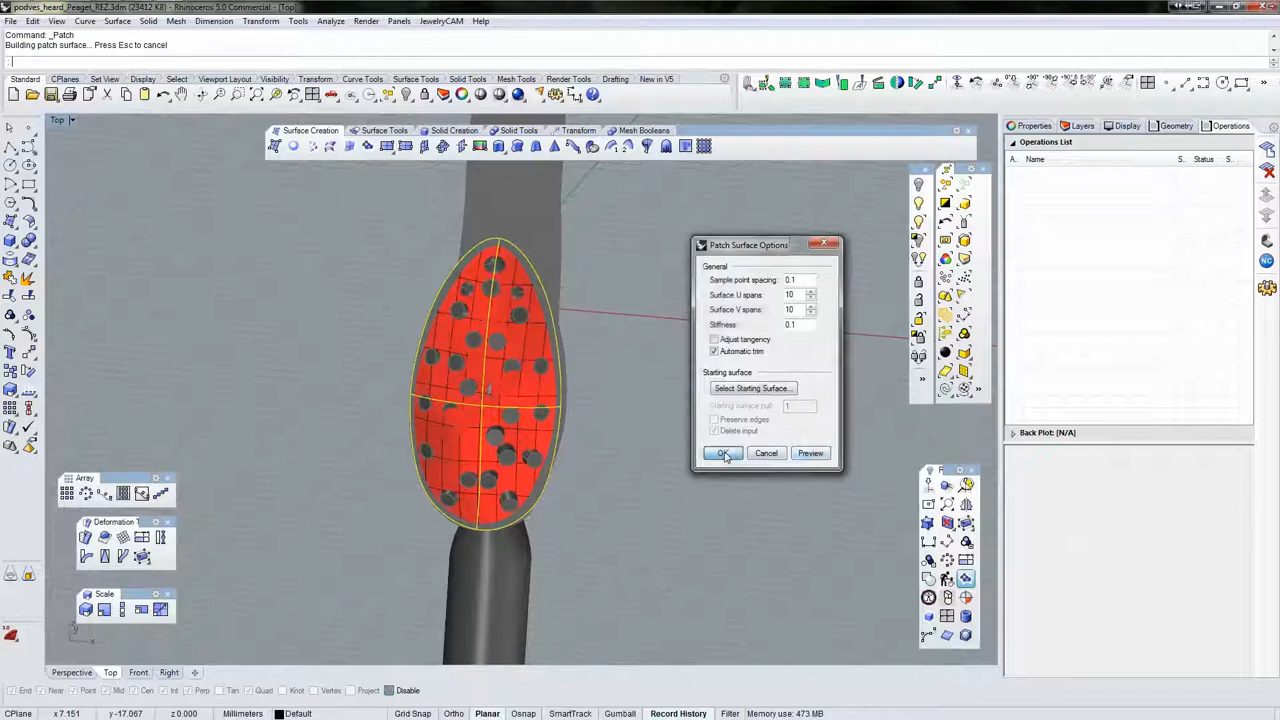 podves_heard_Peaget_REZ.3dm (23412 KB) - Rhinoceros 5.0 Commercial - [Top]
File Edit View Curve Surface Solid Mesh Dimension Transform Tools Analyze Render Panels JewelryCAM Help
Command: _Patch
Building patch surface... Press Esc to cancel
Standard CPlanes Set View Display Select Viewport Layout Visibility Transform Curve Tools Surface Tools Solid Tools Mesh Tools Render Tools Drafting New in V5
Top
Surface Creation Surface Tools Solid Creation Solid Tools Transform Mesh Booleans
Properties Layers Display Geometry Operations
Operations List
A.. Name S.. Status S..
Patch Surface Options
General
Sample point spacing: 0.1
Surface U spans: 10
Surface V spans: 10
Stiffness: 0.1
Adjust tangency
Automatic trim
Starting surface
Select Starting Surface...
Starting surface pull: 1
Preserve edges
Delete input
OK Cancel Preview
Back Plot: [N/A]
Array
Deformation T
Scale
Perspective Top Front Right
End Near Point Mid Cen Int Perp Tan Quad Knot Vertex Project Disable
CPlane x 7.151 y -17.067 z 0.000 Millimeters Default Grid Snap Ortho Planar Osnap SmartTrack Gumball Record History Filter Memory use: 473 MB